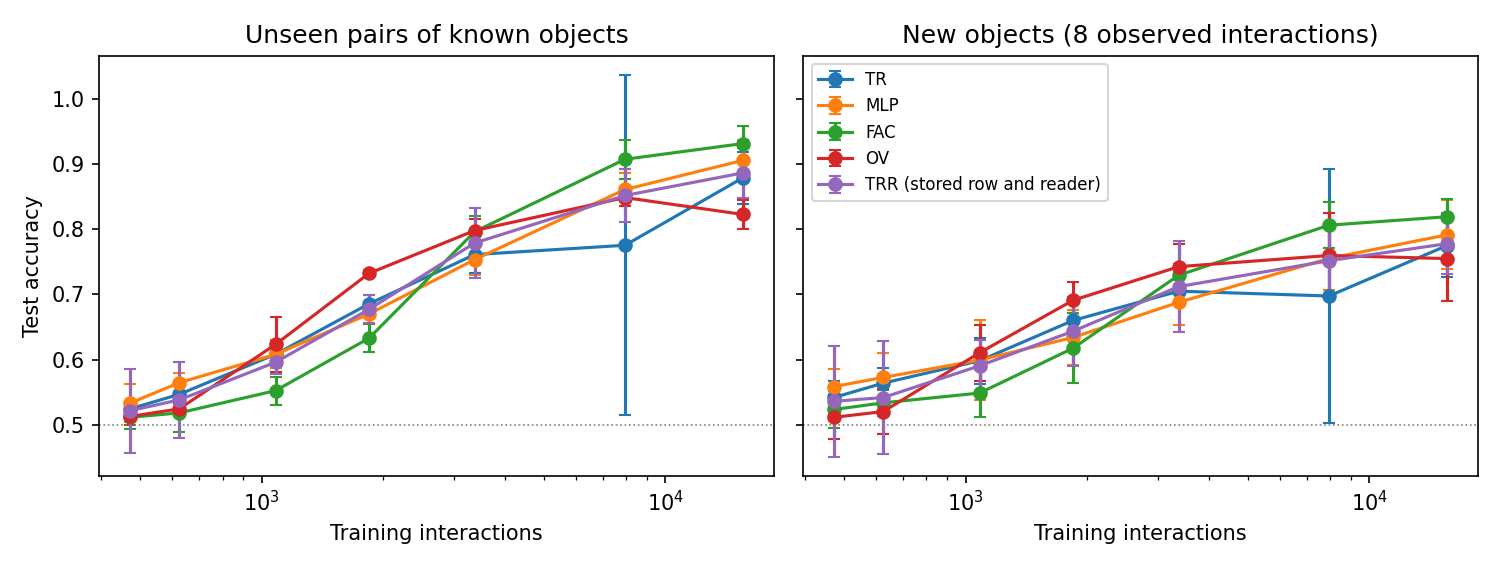 Unseen pairs of known objects
New objects (8 observed interactions)
Test accuracy
1.0
0.9
0.8
0.7
0.6
0.5
TR
MLP
FAC
OV
TRR (stored row and reader)
10³
10⁴
10³
10⁴
Training interactions
Training interactions